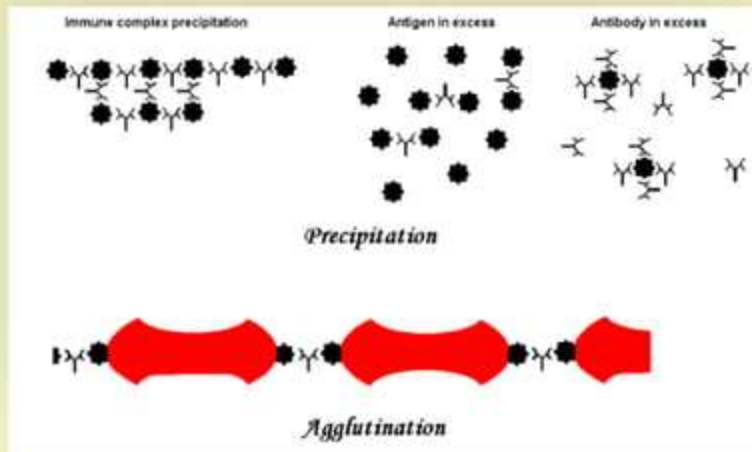 Immune complex precipitation
Antigen in excess
Antibody in excess
Precipitation
Agglutination